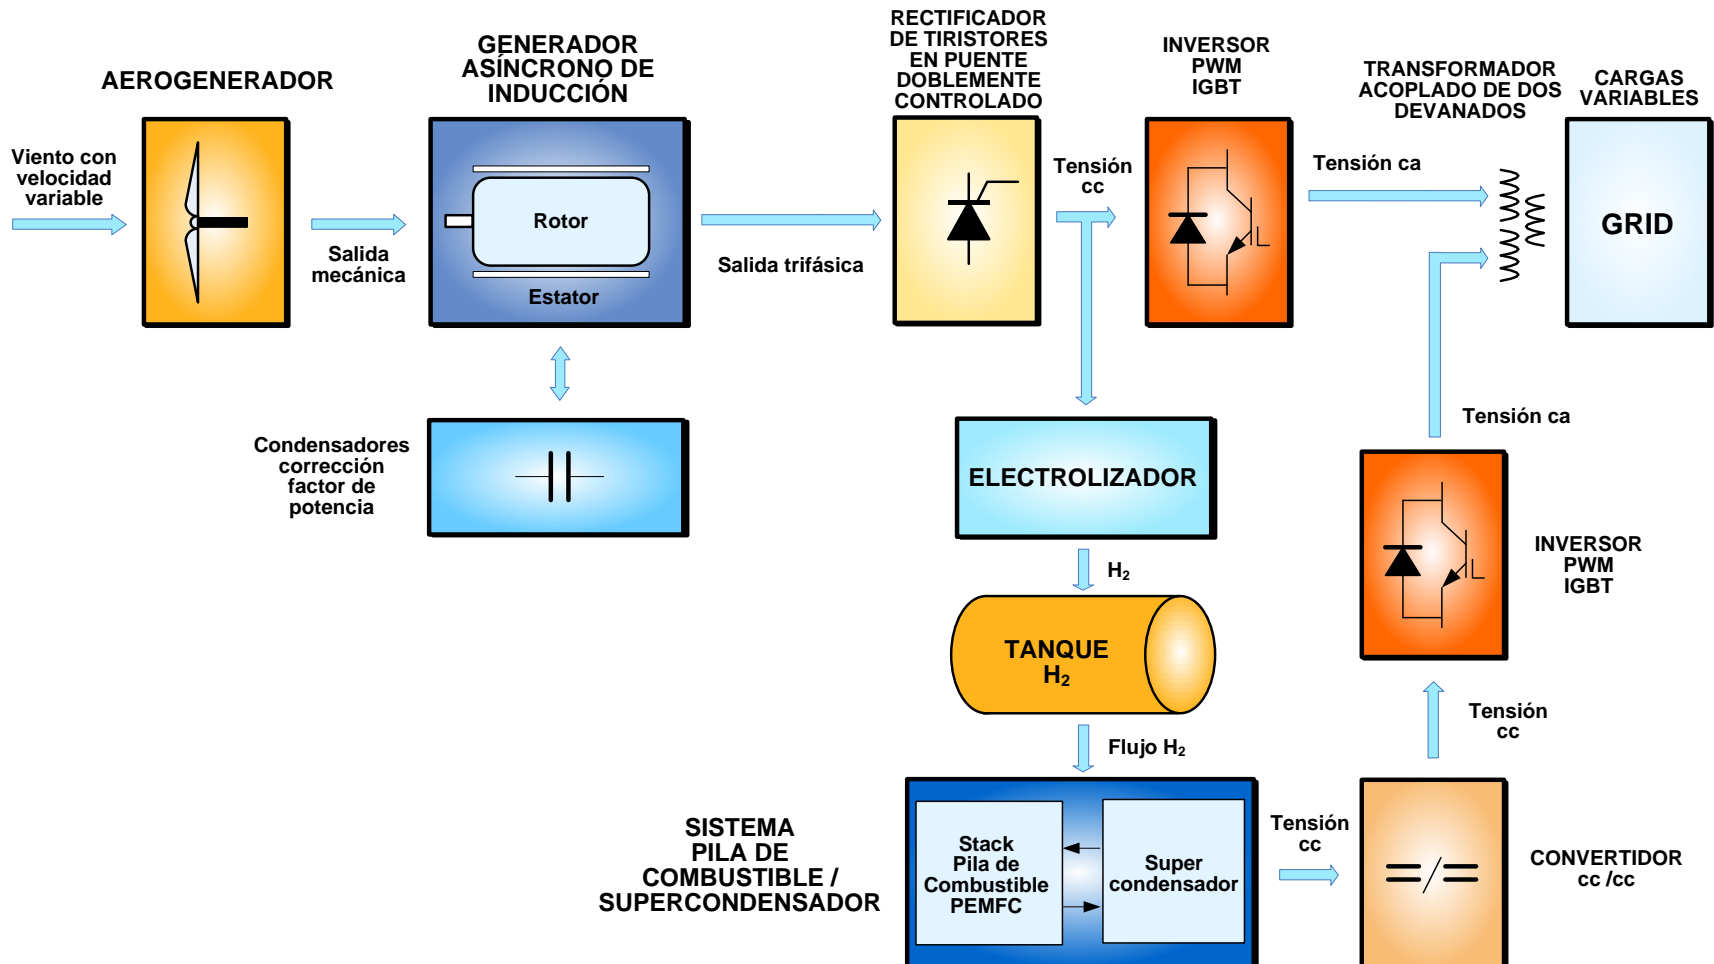 AEROGENERADOR
GENERADOR
ASÍNCRONO DE
INDUCCIÓN
RECTIFICADOR
DE TIRISTORES
EN PUENTE
DOBLEMENTE
CONTROLADO
INVERSOR
PWM
IGBT
TRANSFORMADOR
ACOPLADO DE DOS
DEVANADOS
CARGAS
VARIABLES
Viento con
velocidad
variable
Salida
mecánica
Rotor
Estator
Salida trifásica
Tensión
cc
Tensión ca
GRID
Condensadores
corrección
factor de
potencia
ELECTROLIZADOR
Tensión ca
INVERSOR
PWM
IGBT
H₂
TANQUE
H₂
Flujo H₂
Tensión
cc
SISTEMA
PILA DE
COMBUSTIBLE /
SUPERCONDENSADOR
Stack
Pila de
Combustible
PEMFC
Super
condensador
Tensión
cc
CONVERTIDOR
cc /cc